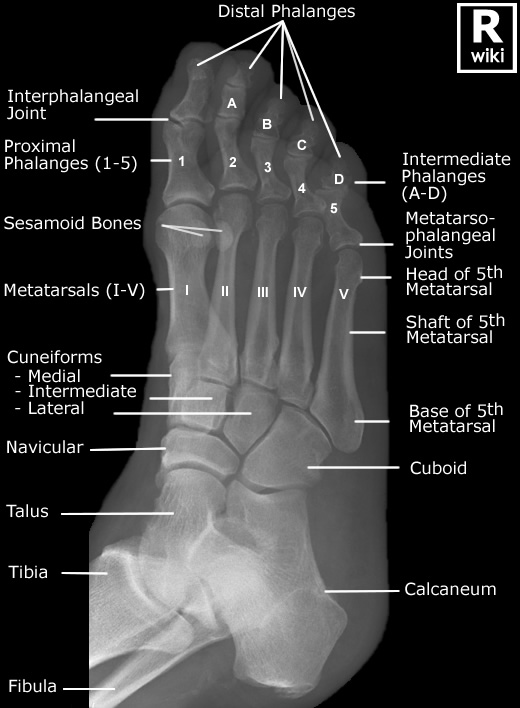 Distal Phalanges
R
wiki
Interphalangeal
Joint
Proximal
Phalanges (1-5)
Sesamoid Bones
Metatarsals (I-V)
Cuneiforms
- Medial
- Intermediate
- Lateral
Navicular
Talus
Tibia
Fibula
A
B
C
D
1
2
3
4
5
I
II
III
IV
V
Intermediate
Phalanges
(A-D)
Metatarso-
phalangeal
Joints
Head of 5th
Metatarsal
Shaft of 5th
Metatarsal
Base of 5th
Metatarsal
Cuboid
Calcaneum